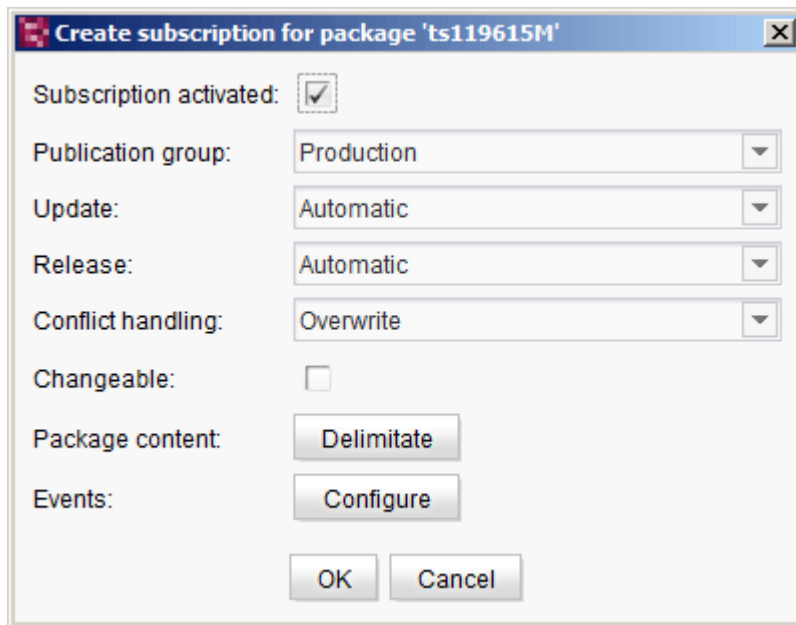 Create subscription for package 'ts119615M'
Subscription activated:
Publication group: Production
Update: Automatic
Release: Automatic
Conflict handling: Overwrite
Changeable:
Package content: Delimitate
Events: Configure
OK Cancel